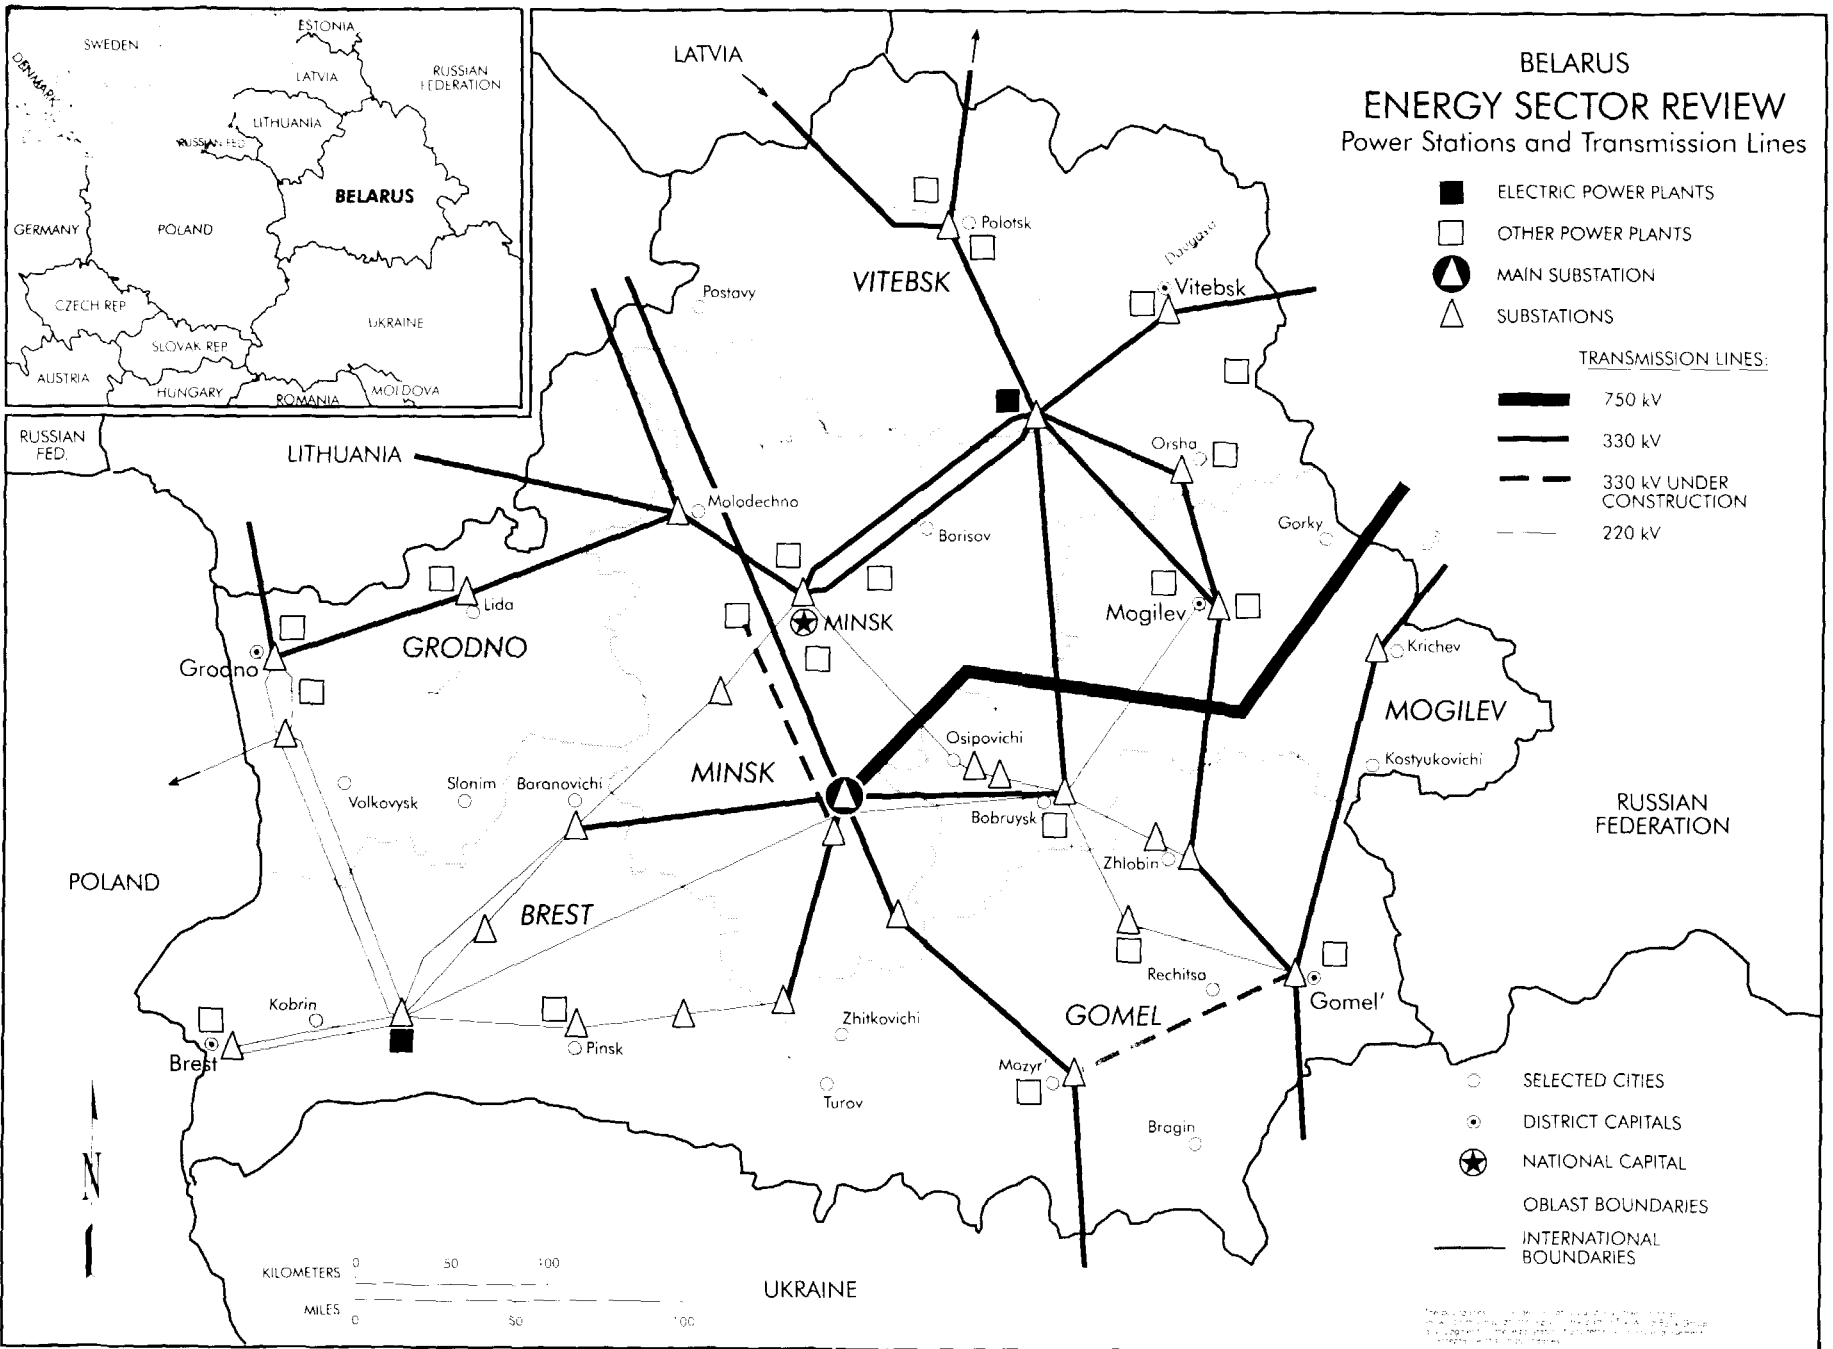 SWEDEN
ESTONIA
DENMARK
LATVIA
RUSSIAN
FEDERATION
LITHUANIA
RUSSIAN FED.
BELARUS
GERMANY
POLAND
CZECH REP.
UKRAINE
SLOVAK REP.
AUSTRIA
HUNGARY
ROMANIA
MOLDOVA
BELARUS
ENERGY SECTOR REVIEW
Power Stations and Transmission Lines
ELECTRIC POWER PLANTS
OTHER POWER PLANTS
MAIN SUBSTATION
SUBSTATIONS
TRANSMISSION LINES:
750 kV
330 kV
330 kV UNDER
CONSTRUCTION
220 kV
LATVIA
Polotsk
Daugava
VITEBSK
Vitebsk
Postavy
RUSSIAN
FED.
LITHUANIA
Molodechno
Orsha
Borisov
Gorky
Lida
MINSK
Mogilev
GRODNO
Grodno
Krichev
MOGILEV
Osipovichi
Kostyukovichi
MINSK
Volkovysk
Slonim
Baranovichi
Bobruysk
RUSSIAN
FEDERATION
Zhlobin
POLAND
BREST
Rechitsa
Gomel'
GOMEL
Kobrin
Zhitkovichi
Pinsk
Brest
Mazyr'
Turov
Bragin
SELECTED CITIES
DISTRICT CAPITALS
NATIONAL CAPITAL
OBLAST BOUNDARIES
INTERNATIONAL
BOUNDARIES
N
KILOMETERS 0 50 100
MILES 0 50 100
UKRAINE